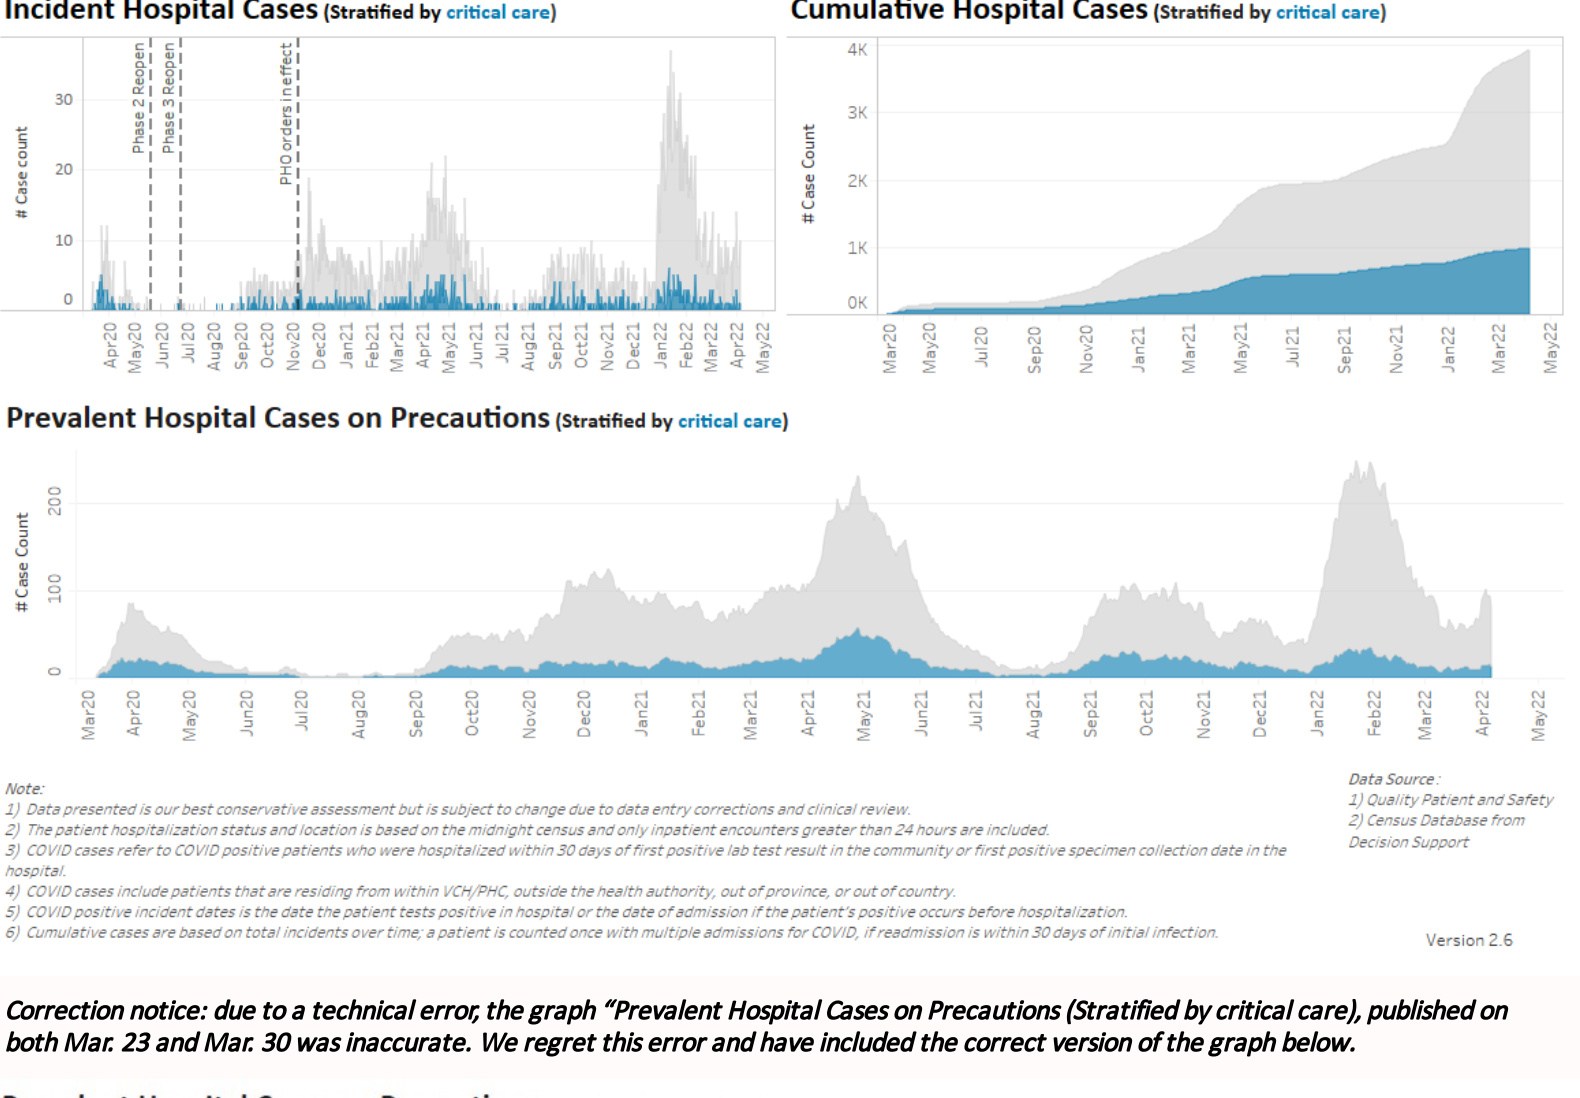 Incident Hospital Cases (Stratified by critical care)
# Case count
30
20
10
0
Phase 2 Reopen
Phase 3 Reopen
PHO orders in effect
Apr20
May20
Jun20
Jul20
Aug20
Sep20
Oct20
Nov20
Dec20
Jan21
Feb21
Mar21
Apr21
May21
Jun21
Jul21
Aug21
Sep21
Oct21
Nov21
Dec21
Jan22
Feb22
Mar22
Apr22
May22
Cumulative Hospital Cases (Stratified by critical care)
# Case Count
4K
3K
2K
1K
0K
Mar20
May20
Jul20
Sep20
Nov20
Jan21
Mar21
May21
Jul21
Sep21
Nov21
Jan22
Mar22
May22
Prevalent Hospital Cases on Precautions (Stratified by critical care)
# Case Count
200
100
0
Mar20
Apr20
May20
Jun20
Jul20
Aug20
Sep20
Oct20
Nov20
Dec20
Jan21
Feb21
Mar21
Apr21
May21
Jun21
Jul21
Aug21
Sep21
Oct21
Nov21
Dec21
Jan22
Feb22
Mar22
Apr22
May22
Note:
1) Data presented is our best conservative assessment but is subject to change due to data entry corrections and clinical review.
2) The patient hospitalization status and location is based on the midnight census and only inpatient encounters greater than 24 hours are included.
3) COVID cases refer to COVID positive patients who were hospitalized within 30 days of first positive lab test result in the community or first positive specimen collection date in the
hospital.
4) COVID cases include patients that are residing from within VCH/PHC, outside the health authority, out of province, or out of country.
5) COVID positive incident dates is the date the patient tests positive in hospital or the date of admission if the patient's positive occurs before hospitalization.
6) Cumulative cases are based on total incidents over time; a patient is counted once with multiple admissions for COVID, if readmission is within 30 days of initial infection.
Data Source:
1) Quality Patient and Safety
2) Census Database from
Decision Support
Version 2.6
Correction notice: due to a technical error, the graph “Prevalent Hospital Cases on Precautions (Stratified by critical care), published on
both Mar. 23 and Mar. 30 was inaccurate. We regret this error and have included the correct version of the graph below.